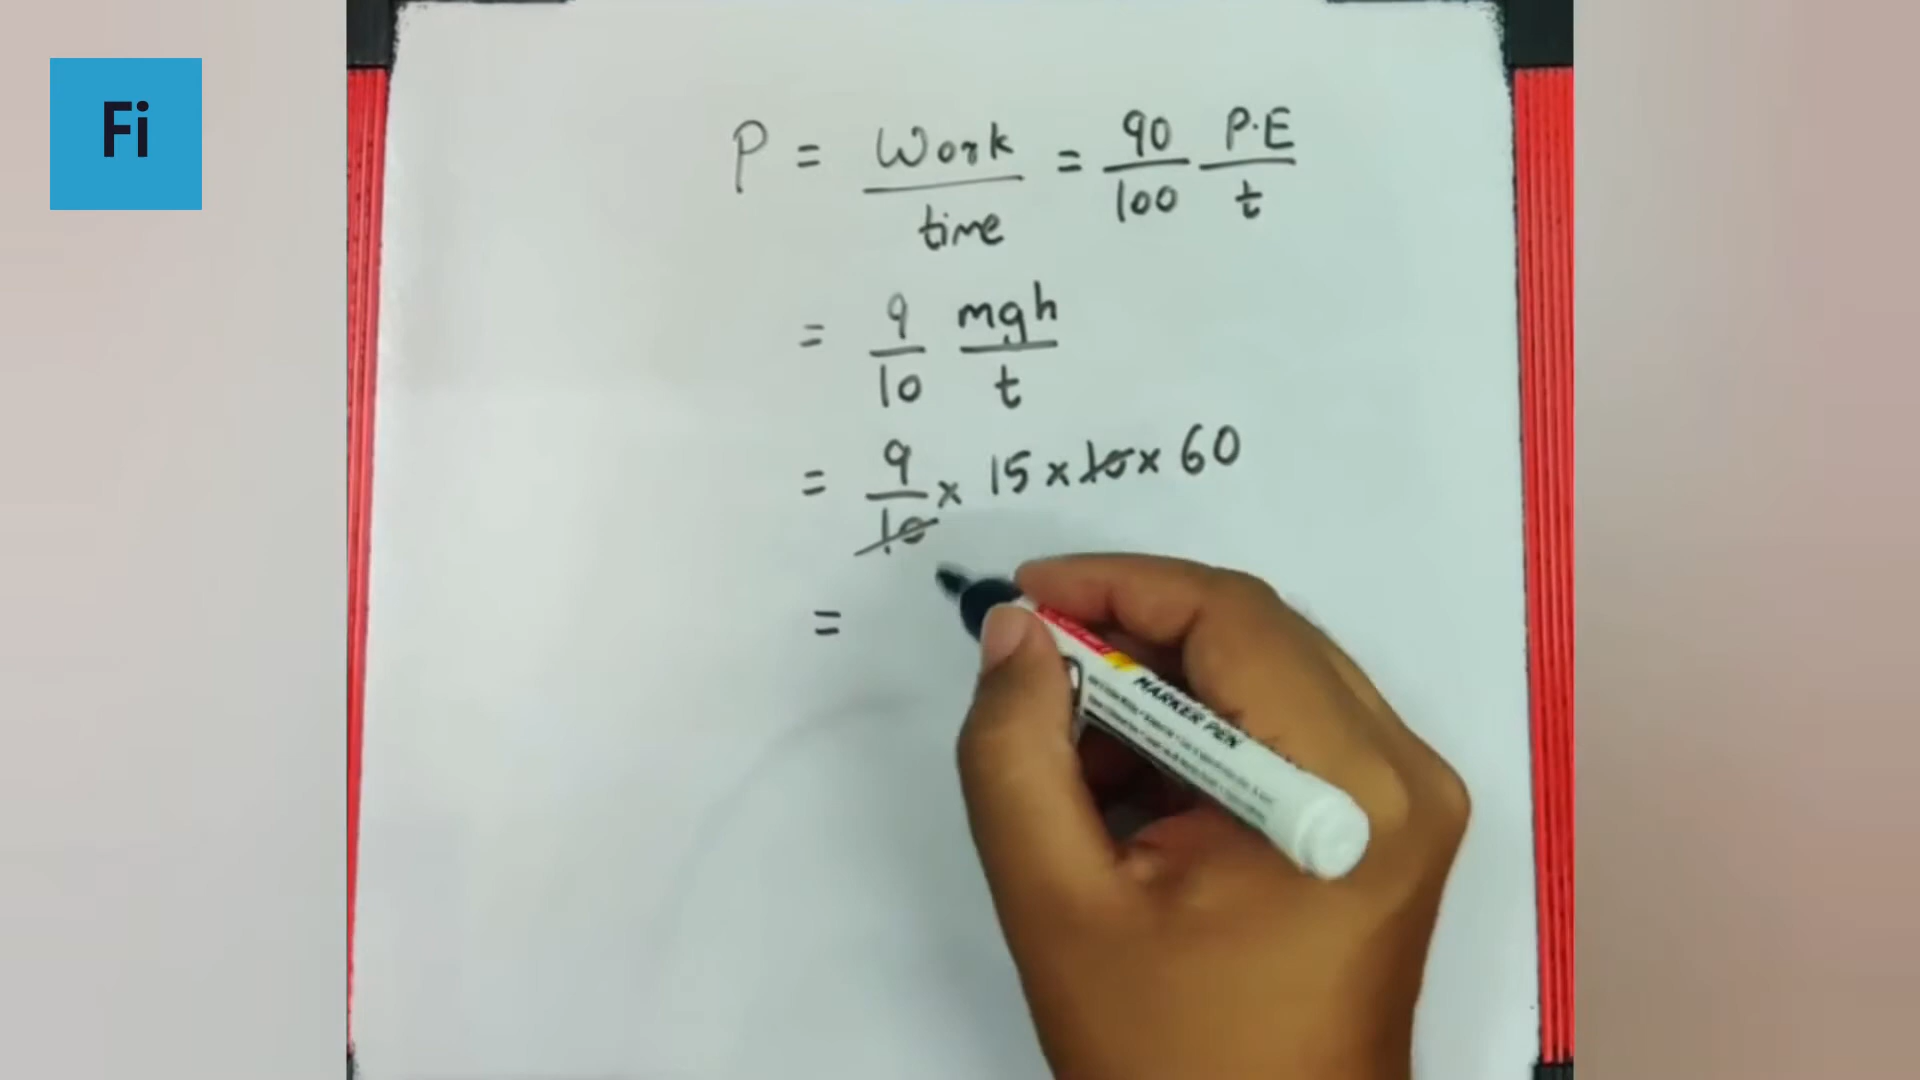 Fi
P = Work/time = 90/100 P.E/t
= 9/10 mgh/t
= 9/10 × 15 × 10 × 60
=
MARKER PEN